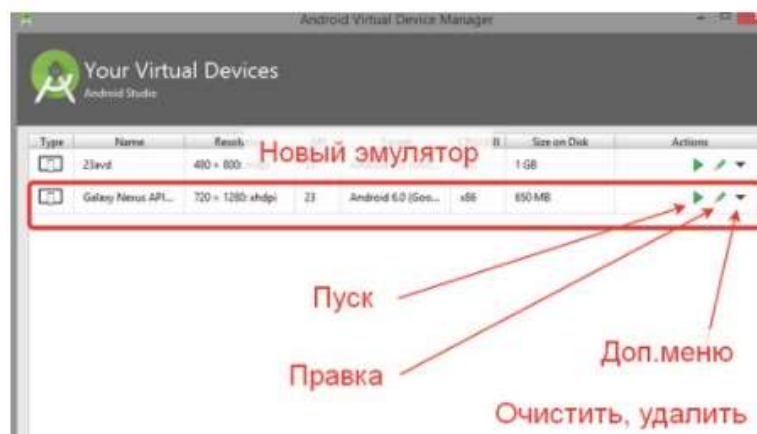 Android Virtual Device Manager
Your Virtual Devices
Android Studio
Type Name Size on Disk Actions
Новый эмулятор
23avd 480 × 800: 1 GB
Galaxy Nexus API... 720 × 1280: xhdpi 23 Android 6.0 (Goo... x86 650 MB
Пуск
Доп.меню
Правка
Очистить, удалить